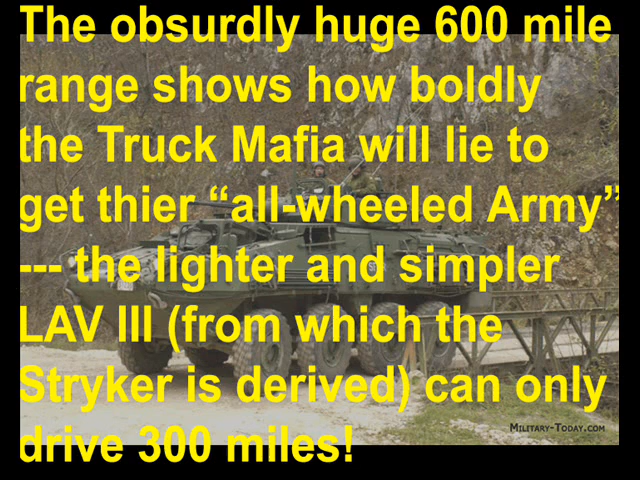 The obsurdly huge 600 mile
range shows how boldly
the Truck Mafia will lie to
get thier “all-wheeled Army”
--- the lighter and simpler
LAV III (from which the
Stryker is derived) can only
drive 300 miles!
Military-Today.com